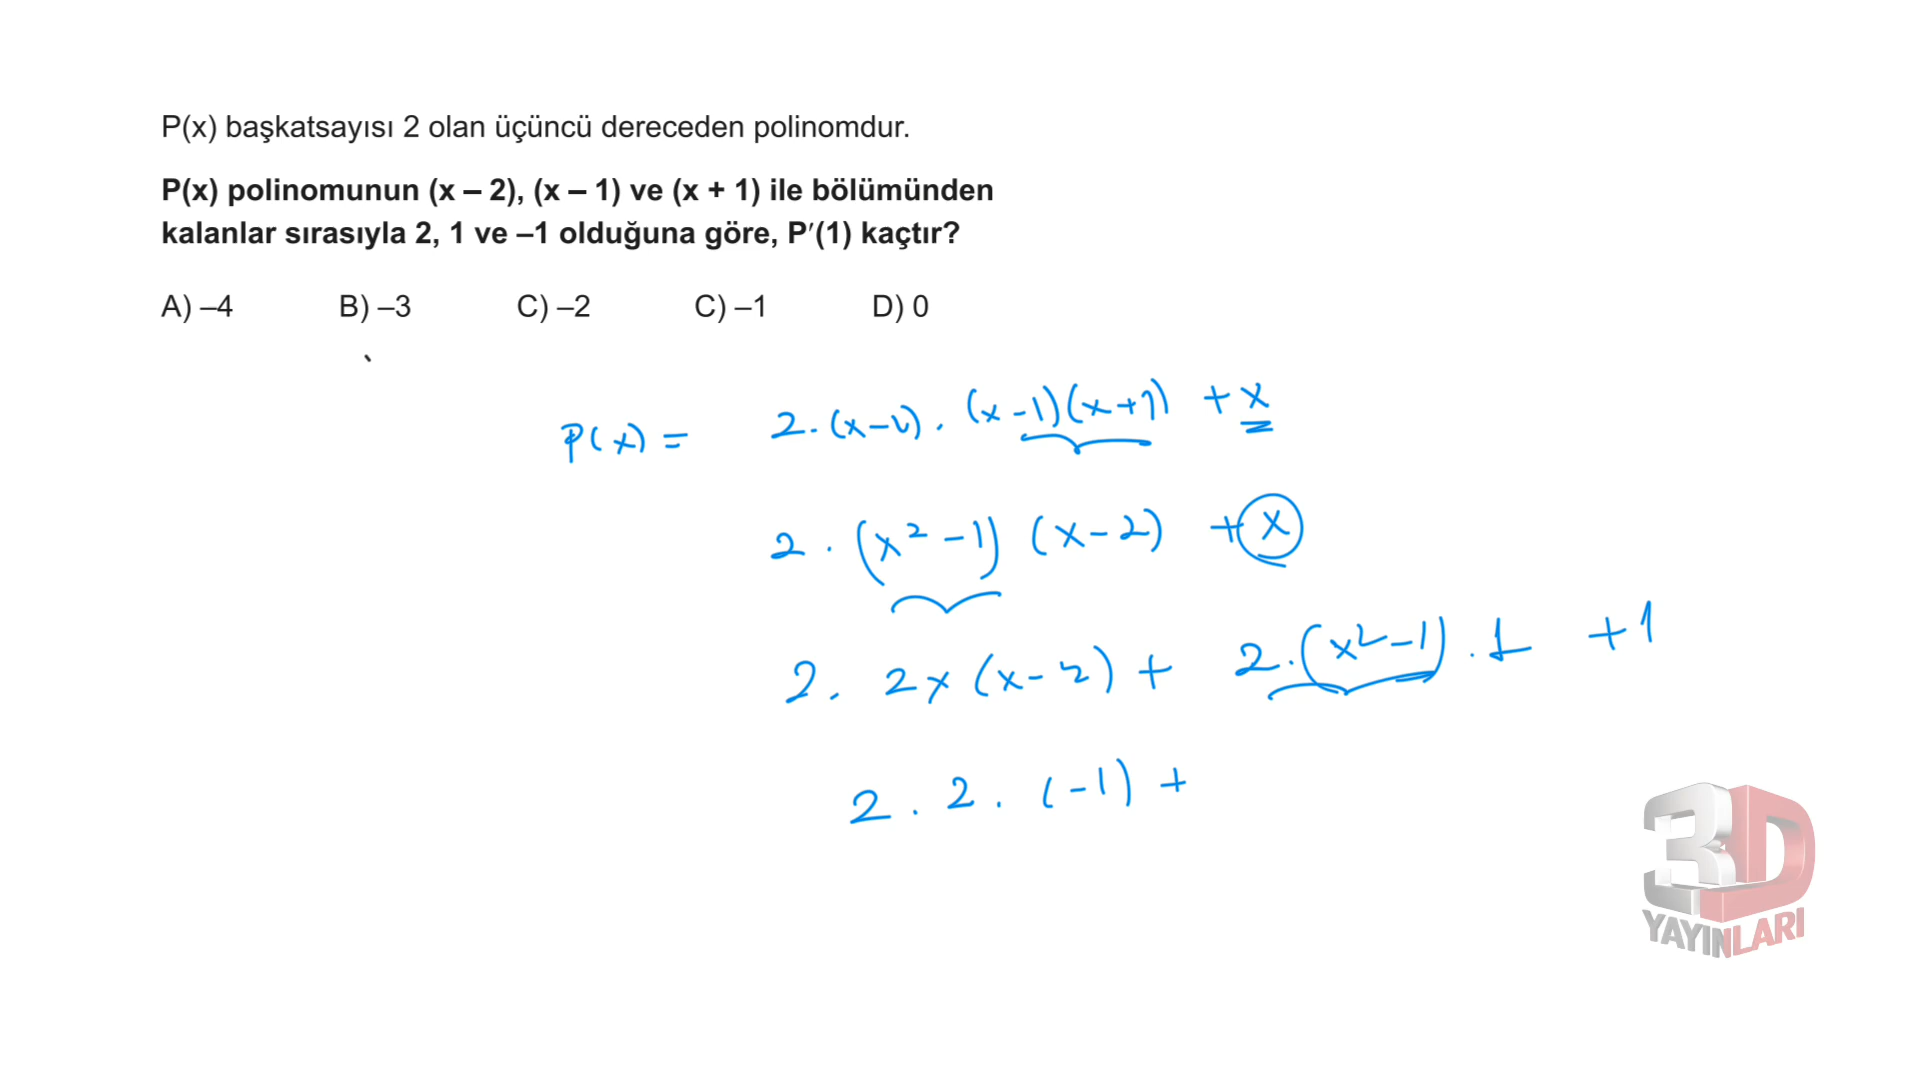 P(x) başkatsayısı 2 olan üçüncü dereceden polinomdur.
P(x) polinomunun (x – 2), (x – 1) ve (x + 1) ile bölümünden
kalanlar sırasıyla 2, 1 ve –1 olduğuna göre, P′(1) kaçtır?
A) –4 B) –3 C) –2 C) –1 D) 0
P(x) = 2.(x-2).(x-1)(x+1) + x
2.(x²-1)(x-2) + x
2. 2x(x-2) + 2.(x²-1).1 +1
2.2.(-1) +
3D
YAYINLARI